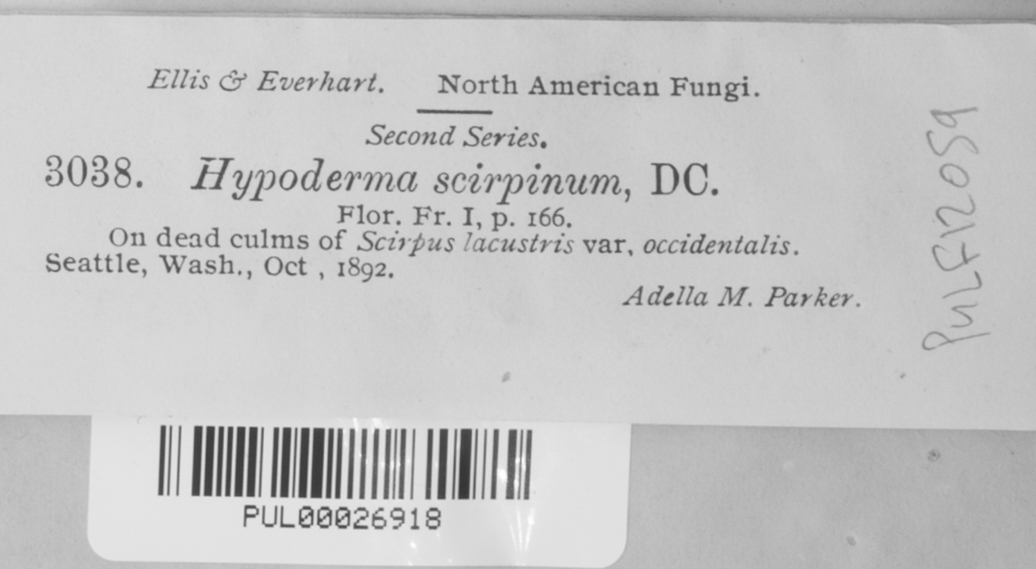 Ellis & Everhart. North American Fungi.
Second Series.
3038. Hypoderma scirpinum, DC.
Flor. Fr. I, p. 166.
On dead culms of Scirpus lacustris var, occidentalis.
Seattle, Wash., Oct , 1892.
Adella M. Parker.
PULF12059
PUL00026918